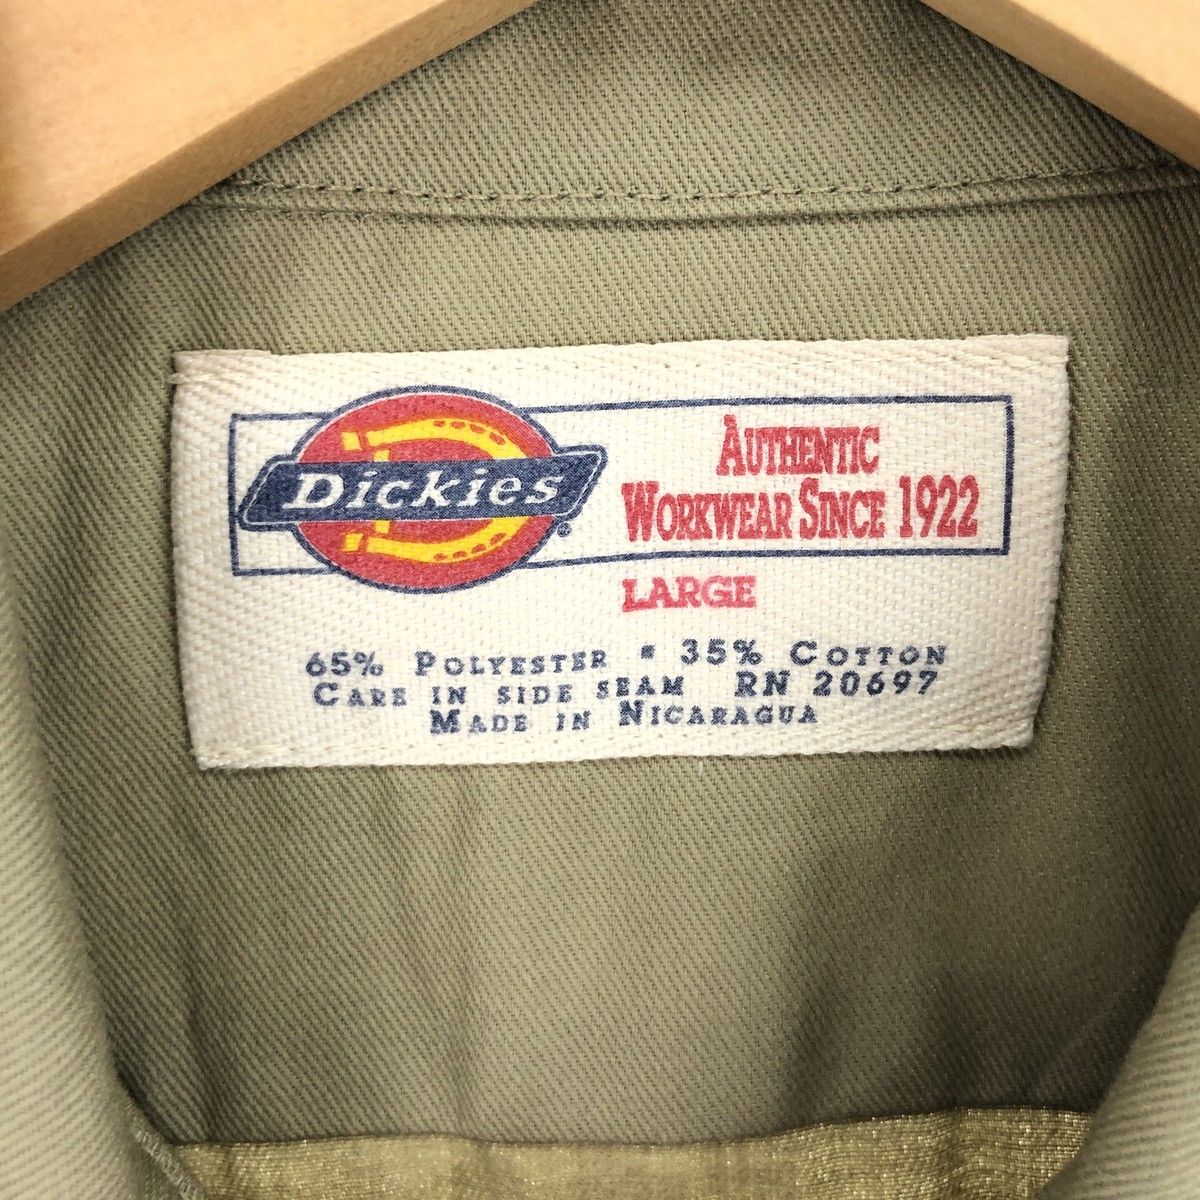 Dickies®
AUTHENTIC
WORKWEAR SINCE 1922
LARGE
65% POLYESTER • 35% COTTON
CARE IN SIDE SEAM RN 20697
MADE IN NICARAGUA